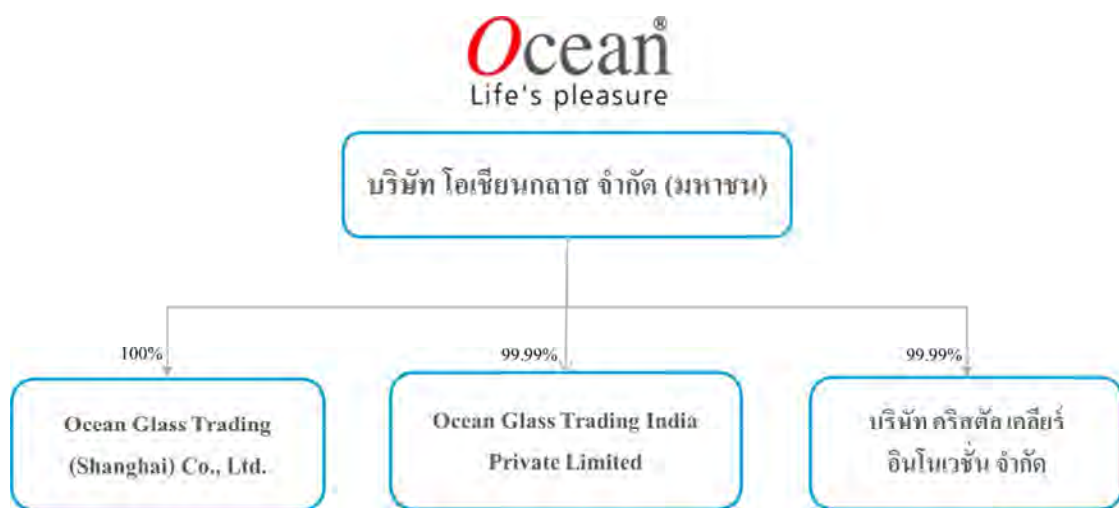 Ocean®
Life's pleasure
บริษัท โอเชียนกลาส จำกัด (มหาชน)
100%
99.99%
99.99%
Ocean Glass Trading
(Shanghai) Co., Ltd.
Ocean Glass Trading India
Private Limited
บริษัท คริสตัล เคลียร์
อินโนเวชั่น จำกัด